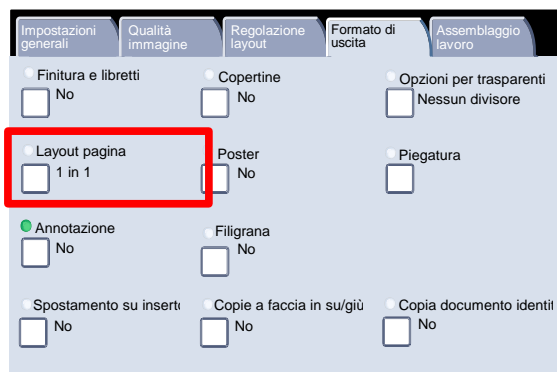 Impostazioni
generali
Qualità
immagine
Regolazione
layout
Formato di
uscita
Assemblaggio
lavoro
Finitura e libretti
No
Copertine
No
Opzioni per trasparenti
Nessun divisore
Layout pagina
1 in 1
Poster
No
Piegatura
Annotazione
No
Filigrana
No
Spostamento su inserto
No
Copie a faccia in su/giù
No
Copia documento identit
No